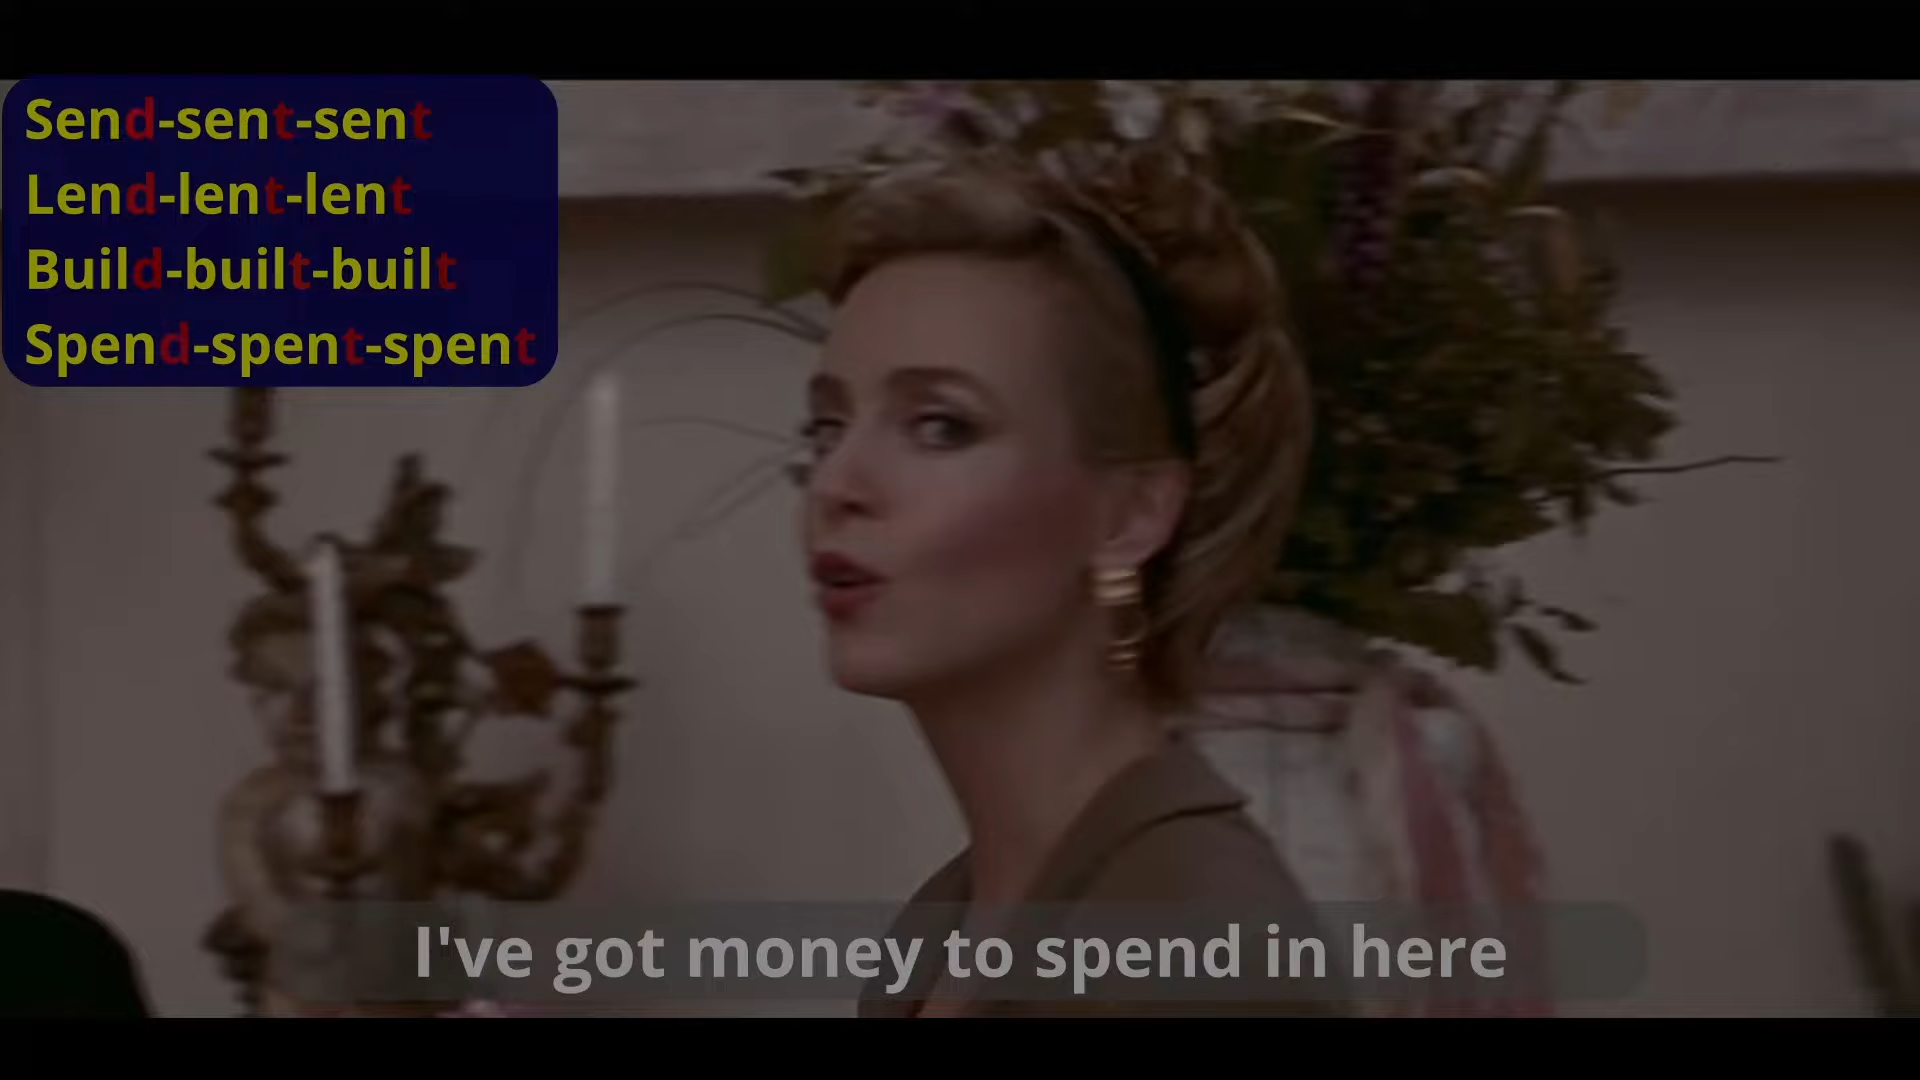 Send-sent-sent
Lend-lent-lent
Build-built-built
Spend-spent-spent
I've got money to spend in here